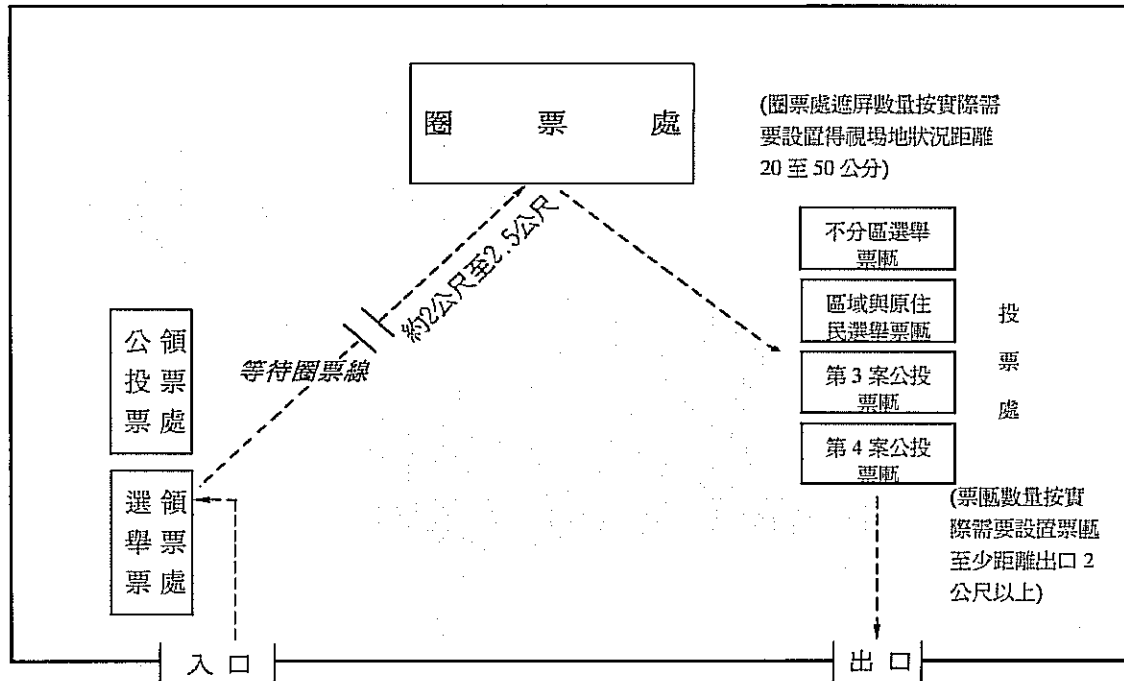 圈票處
(圈票處遮屏數量按實際需
要設置得視場地狀況距離
20 至 50 公分)
約2公尺至2.5公尺
等待圈票線
不分區選舉
票匭
區域與原住
民選舉票匭
第 3 案公投
票匭
第 4 案公投
票匭
投票處
(票匭數量按實
際需要設置票匭
至少距離出口 2
公尺以上)
公投票
領票處
選舉票
領票處
入口
出口